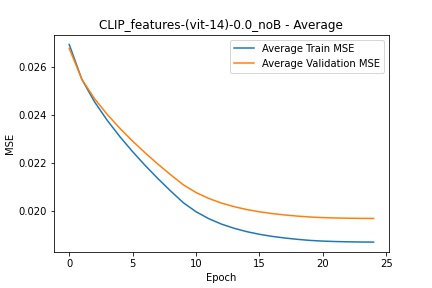 CLIP_features-(vit-14)-0.0_noB - Average
Average Train MSE
Average Validation MSE
0.026
0.024
0.022
0.020
MSE
0 5 10 15 20 25
Epoch